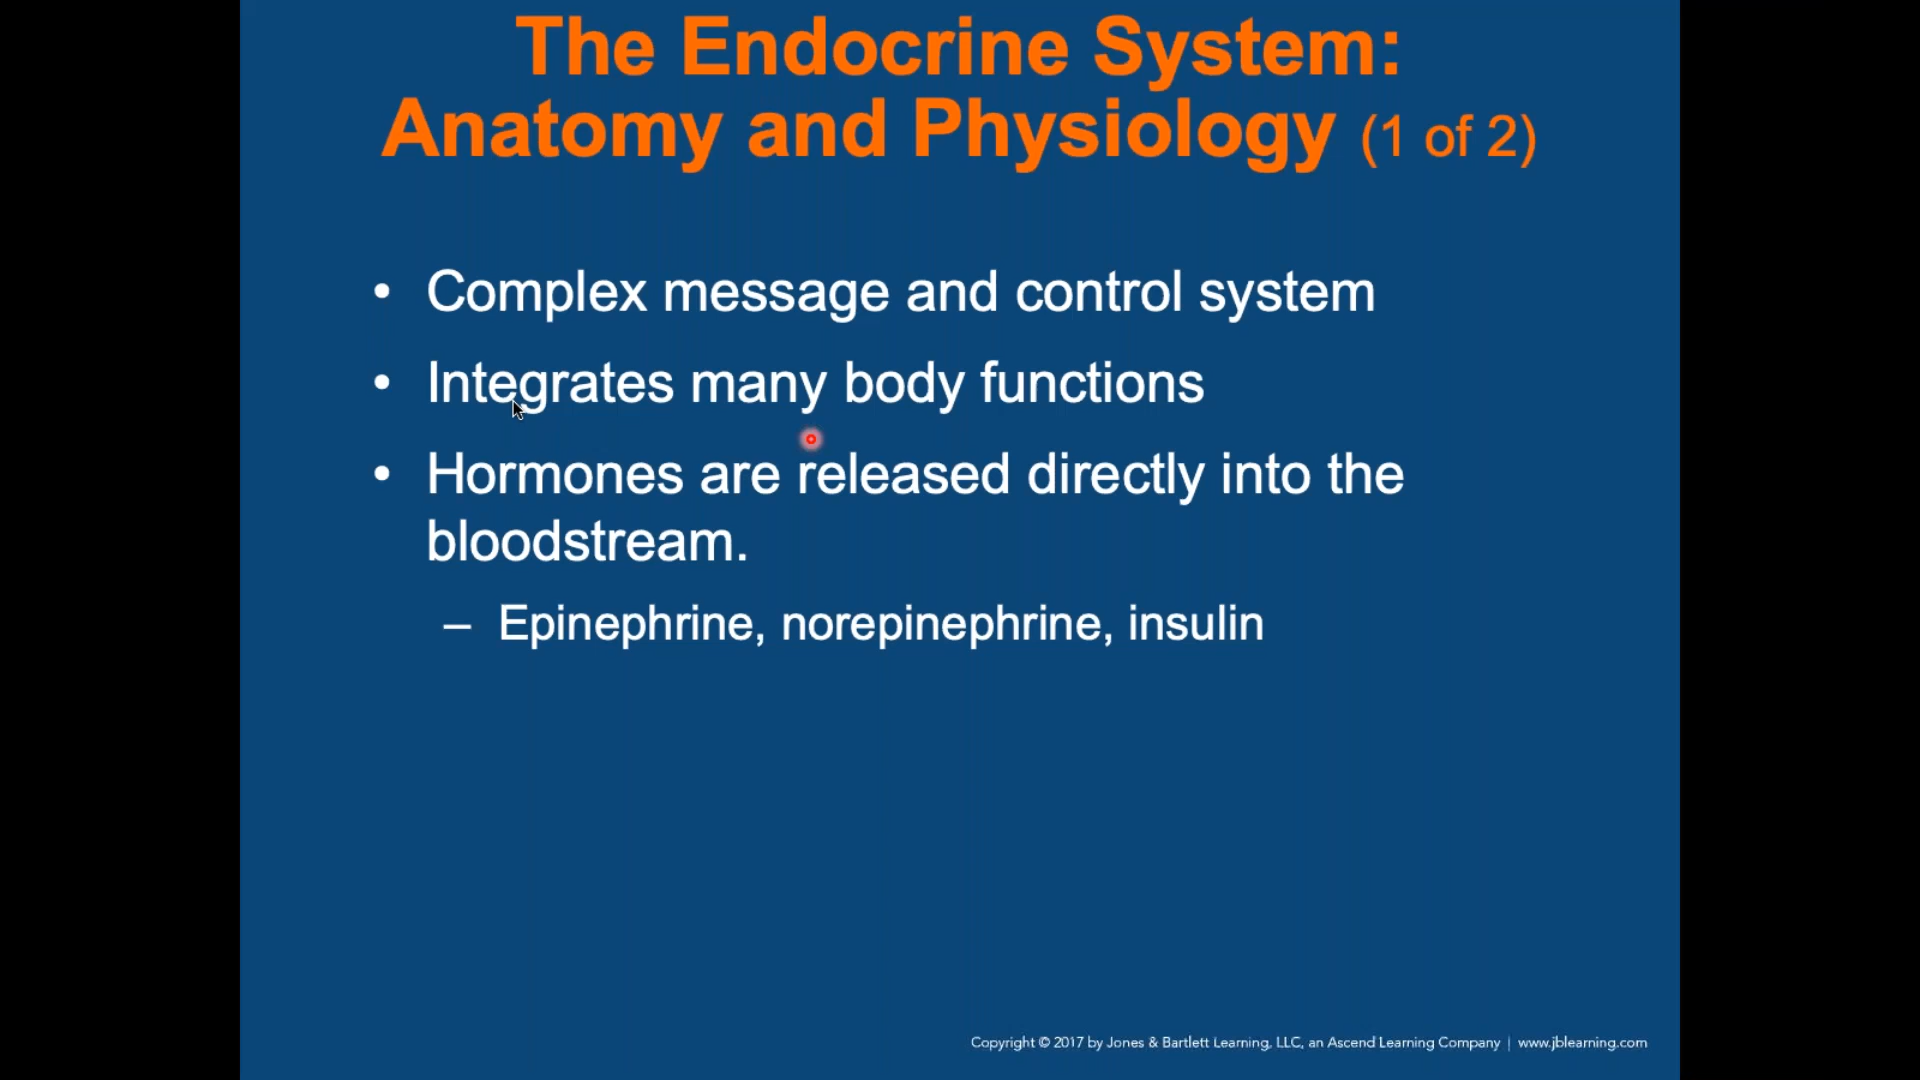 The Endocrine System:
Anatomy and Physiology (1 of 2)
• Complex message and control system
• Integrates many body functions
• Hormones are released directly into the
bloodstream.
– Epinephrine, norepinephrine, insulin
Copyright © 2017 by Jones & Bartlett Learning, LLC, an Ascend Learning Company | www.jblearning.com